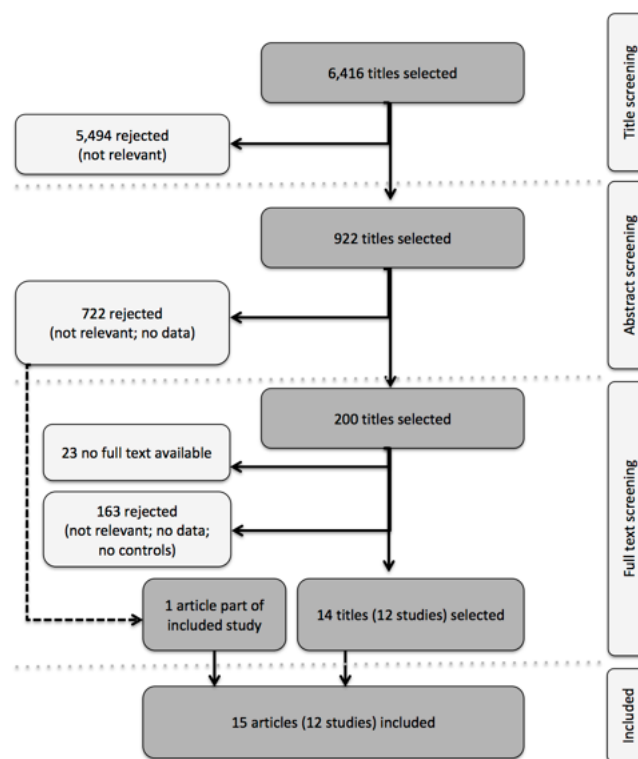 6,416 titles selected
Title screening
5,494 rejected
(not relevant)
922 titles selected
Abstract screening
722 rejected
(not relevant; no data)
200 titles selected
Full text screening
23 no full text available
163 rejected
(not relevant; no data;
no controls)
1 article part of
included study
14 titles (12 studies) selected
15 articles (12 studies) included
Included